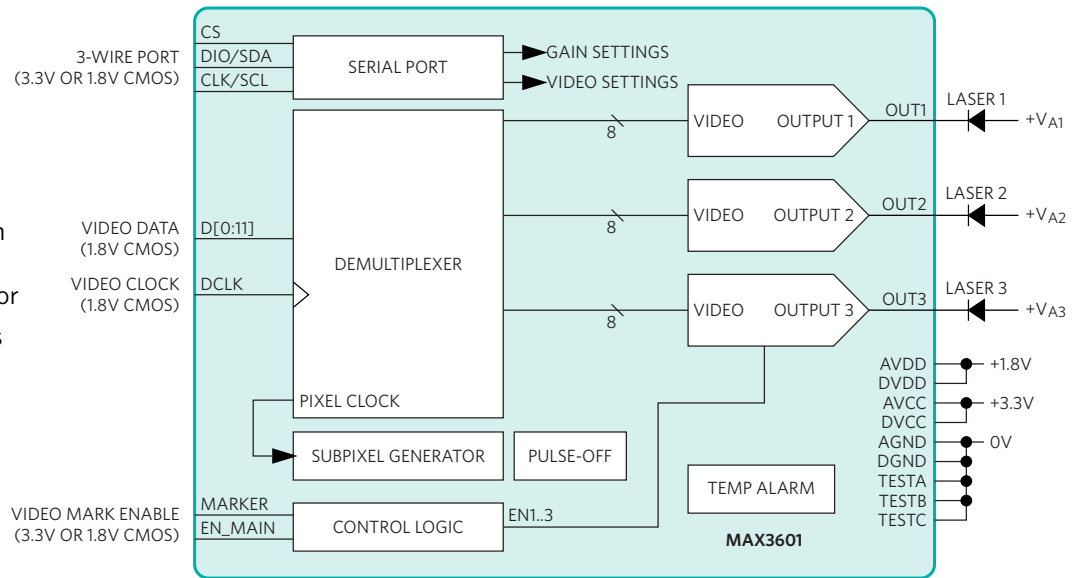 CS
3-WIRE PORT
(3.3V OR 1.8V CMOS)
DIO/SDA
CLK/SCL
SERIAL PORT
GAIN SETTINGS
VIDEO SETTINGS
VIDEO
OUTPUT 1
8
OUT1
LASER 1
+VA1
VIDEO
OUTPUT 2
8
OUT2
LASER 2
+VA2
VIDEO DATA
(1.8V CMOS)
D[0:11]
DEMULTIPLEXER
VIDEO CLOCK
(1.8V CMOS)
DCLK
or
s
VIDEO
OUTPUT 3
8
OUT3
LASER 3
+VA3
PIXEL CLOCK
SUBPIXEL GENERATOR
PULSE-OFF
AVDD
DVDD
+1.8V
AVCC
DVCC
+3.3V
AGND
DGND
TESTA
TESTB
TESTC
0V
TEMP ALARM
VIDEO MARK ENABLE
(3.3V OR 1.8V CMOS)
MARKER
EN_MAIN
CONTROL LOGIC
EN1..3
MAX3601